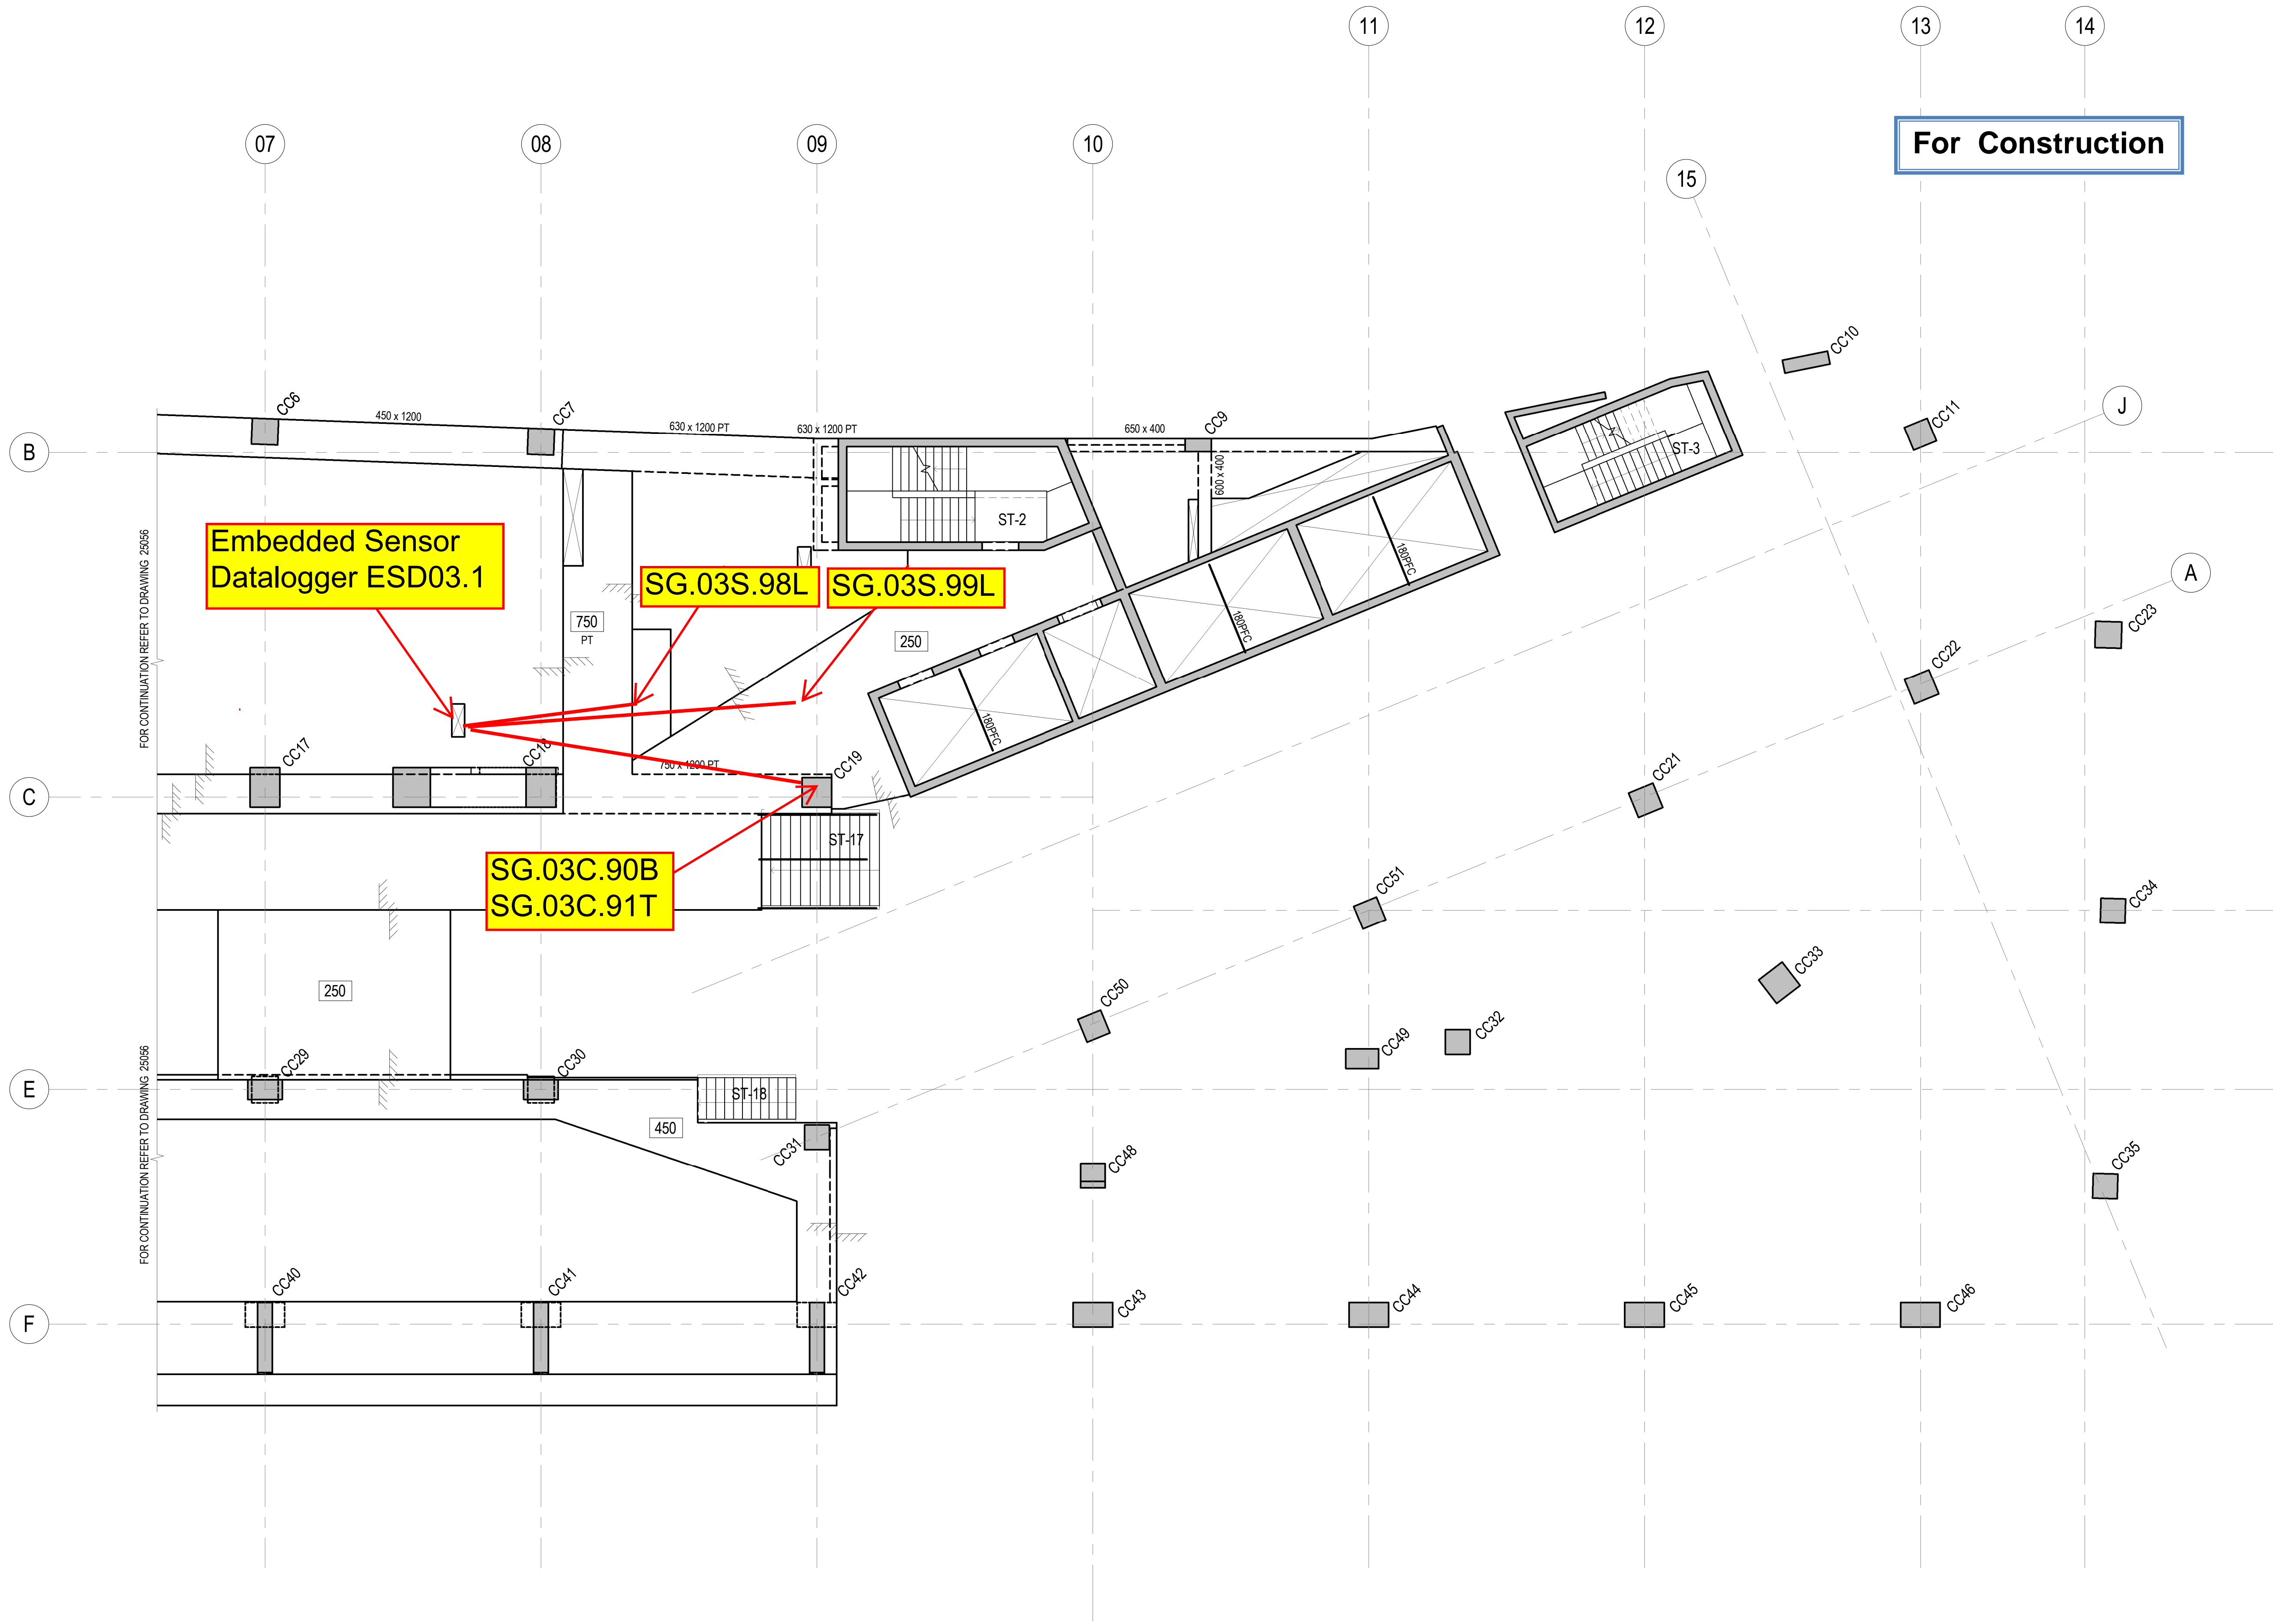 11
12
13
14
07
08
09
10
For Construction
15
CC10
J
CC6
450 x 1200
CC7
630 x 1200 PT
630 x 1200 PT
650 x 400
CC9
CC11
B
ST-3
600 x 400
ST-2
FOR CONTINUATION REFER TO DRAWING 25056
Embedded Sensor
Datalogger ESD03.1
SG.03S.98L
SG.03S.99L
180PFC
A
750
PT
250
180PFC
CC23
CC22
180PFC
CC17
CC18
750 x 1200 PT
CC19
CC21
C
ST-17
SG.03C.90B
SG.03C.91T
CC51
CC34
250
CC33
CC50
CC32
CC49
FOR CONTINUATION REFER TO DRAWING 25056
CC29
CC30
E
ST-18
450
CC31
CC48
CC35
CC40
CC41
CC42
CC43
CC44
CC45
CC46
F